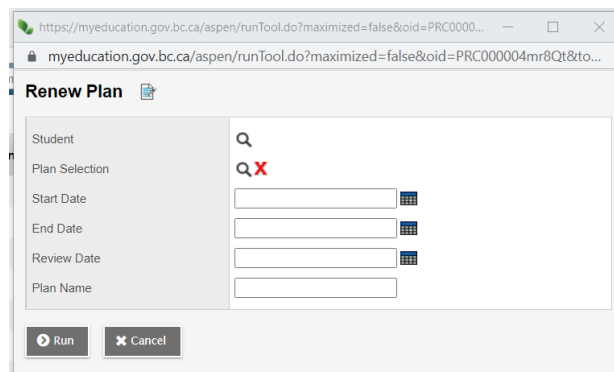 https://myeducation.gov.bc.ca/aspen/runTool.do?maximized=false&oid=PRC0000...
myeducation.gov.bc.ca/aspen/runTool.do?maximized=false&oid=PRC000004mr8Qt&to...
Renew Plan
Student
Plan Selection
Start Date
End Date
Review Date
Plan Name
Run
Cancel